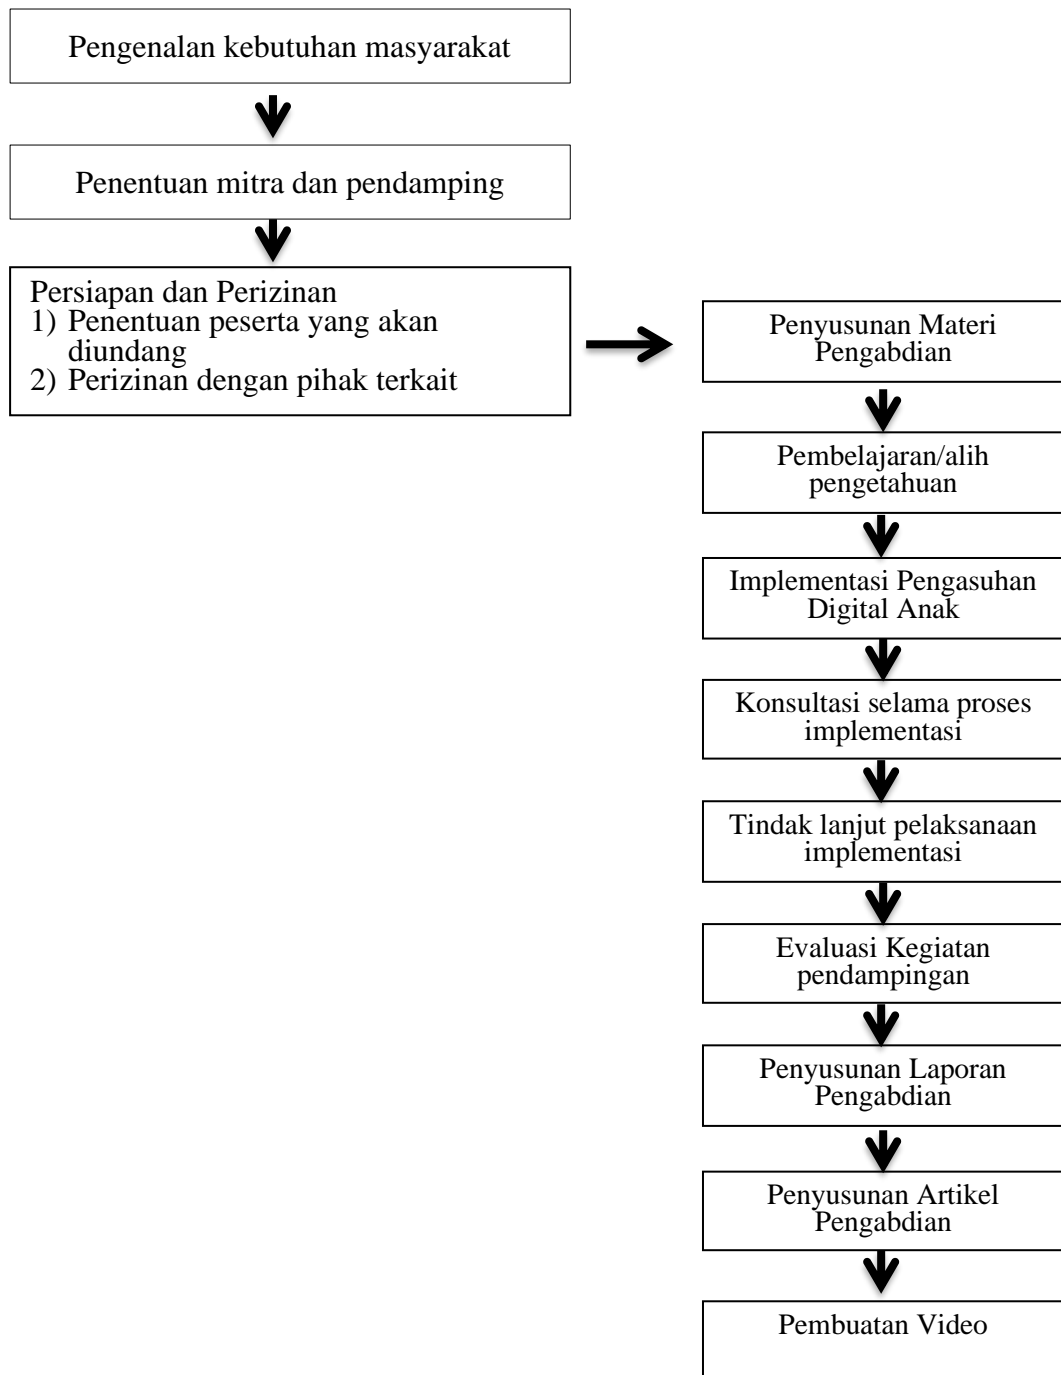 Pengenalan kebutuhan masyarakat
Penentuan mitra dan pendamping
Persiapan dan Perizinan
1) Penentuan peserta yang akan
diundang
2) Perizinan dengan pihak terkait
Penyusunan Materi
Pengabdian
Pembelajaran/alih
pengetahuan
Implementasi Pengasuhan
Digital Anak
Konsultasi selama proses
implementasi
Tindak lanjut pelaksanaan
implementasi
Evaluasi Kegiatan
pendampingan
Penyusunan Laporan
Pengabdian
Penyusunan Artikel
Pengabdian
Pembuatan Video